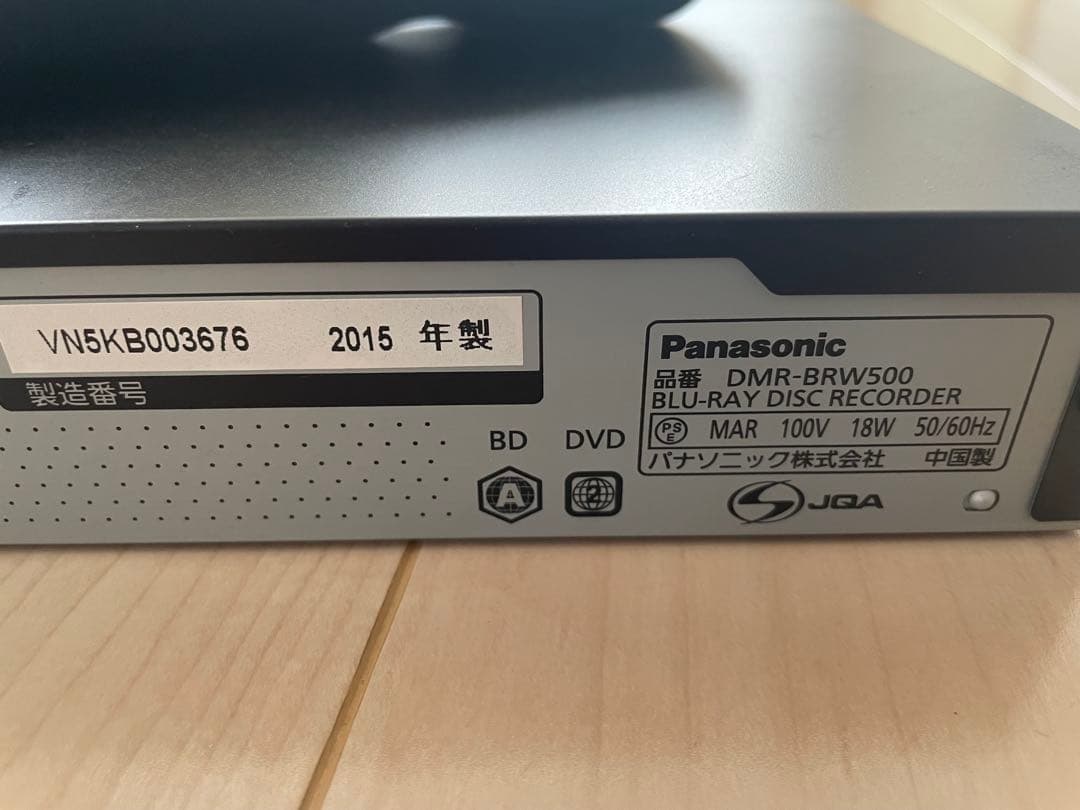 VN5KB003676 2015 年製
製造番号
BD DVD
A 2
Panasonic
品番 DMR-BRW500
BLU-RAY DISC RECORDER
PSE MAR 100V 18W 50/60Hz
パナソニック株式会社 中国製
JQA